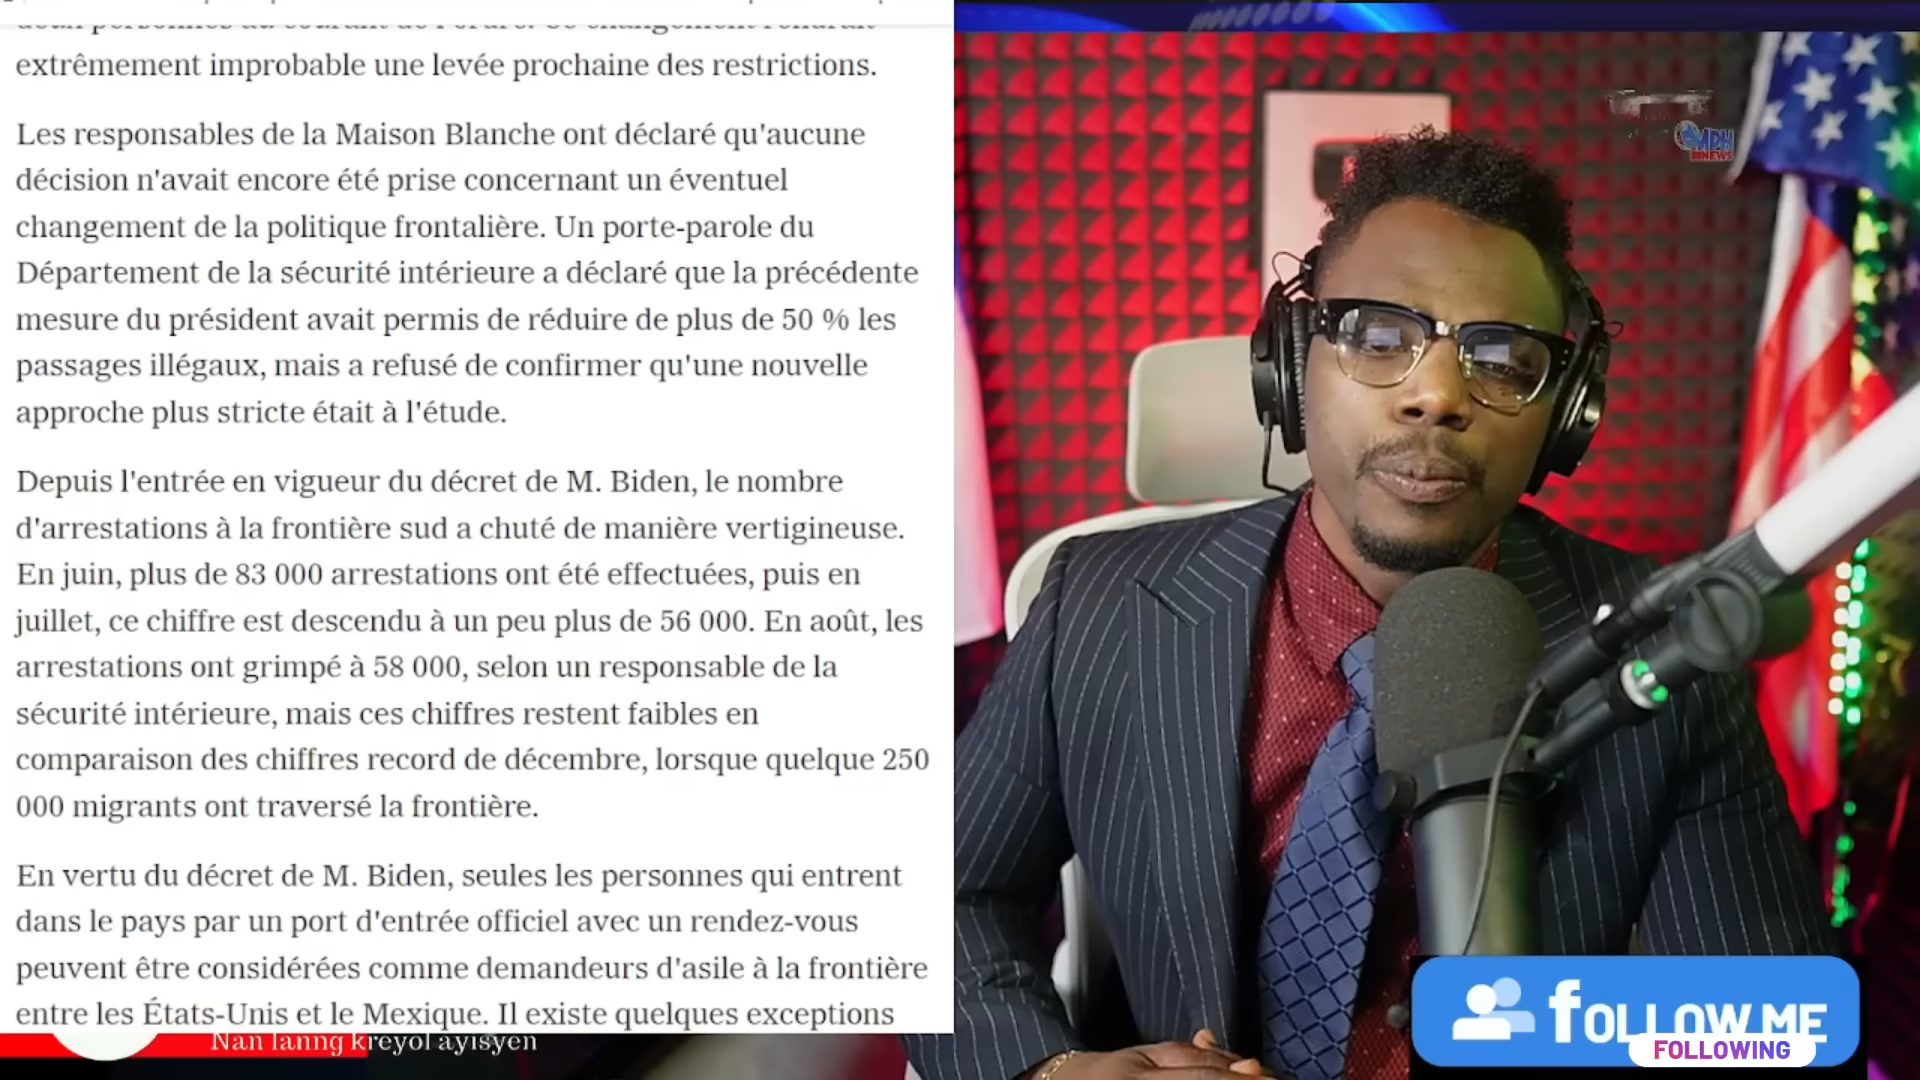 extrêmement improbable une levée prochaine des restrictions.
Les responsables de la Maison Blanche ont déclaré qu'aucune
décision n'avait encore été prise concernant un éventuel
changement de la politique frontalière. Un porte-parole du
Département de la sécurité intérieure a déclaré que la précédente
mesure du président avait permis de réduire de plus de 50 % les
passages illégaux, mais a refusé de confirmer qu'une nouvelle
approche plus stricte était à l'étude.
Depuis l'entrée en vigueur du décret de M. Biden, le nombre
d'arrestations à la frontière sud a chuté de manière vertigineuse.
En juin, plus de 83 000 arrestations ont été effectuées, puis en
juillet, ce chiffre est descendu à un peu plus de 56 000. En août, les
arrestations ont grimpé à 58 000, selon un responsable de la
sécurité intérieure, mais ces chiffres restent faibles en
comparaison des chiffres record de décembre, lorsque quelque 250
000 migrants ont traversé la frontière.
En vertu du décret de M. Biden, seules les personnes qui entrent
dans le pays par un port d'entrée officiel avec un rendez-vous
peuvent être considérées comme demandeurs d'asile à la frontière
entre les États-Unis et le Mexique. Il existe quelques exceptions
Nan lanng kreyol ayisyen
MPH
NEWS
fOLLOW ME
FOLLOWING